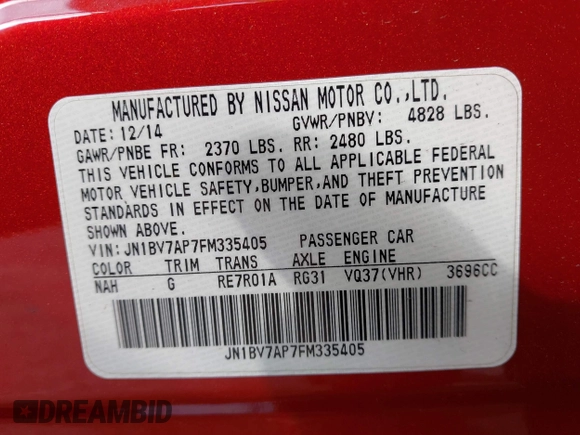 MANUFACTURED BY NISSAN MOTOR CO.,LTD.
DATE: 12/14 GVWR/PNBV: 4828 LBS.
GAWR/PNBE FR: 2370 LBS. RR: 2480 LBS.
THIS VEHICLE CONFORMS TO ALL APPLICABLE FEDERAL
MOTOR VEHICLE SAFETY,BUMPER,AND THEFT PREVENTION
STANDARDS IN EFFECT ON THE DATE OF MANUFACTURE
SHOWN ABOVE.
VIN: JN1BV7AP7FM335405 PASSENGER CAR
COLOR TRIM TRANS AXLE ENGINE
NAH G RE7R01A RG31 VQ37(VHR) 3696CC
JN1BV7AP7FM335405
DREAMBID